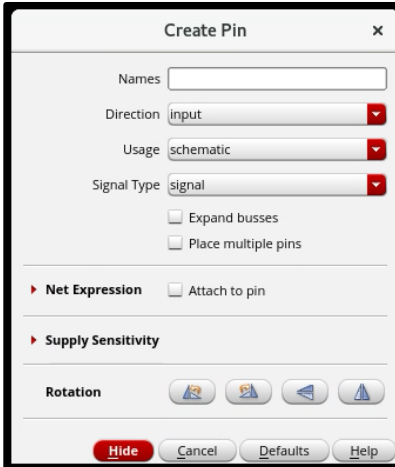 Create Pin ×
Names
Direction input
Usage schematic
Signal Type signal
Expand busses
Place multiple pins
Net Expression Attach to pin
Supply Sensitivity
Rotation
Hide Cancel Defaults Help